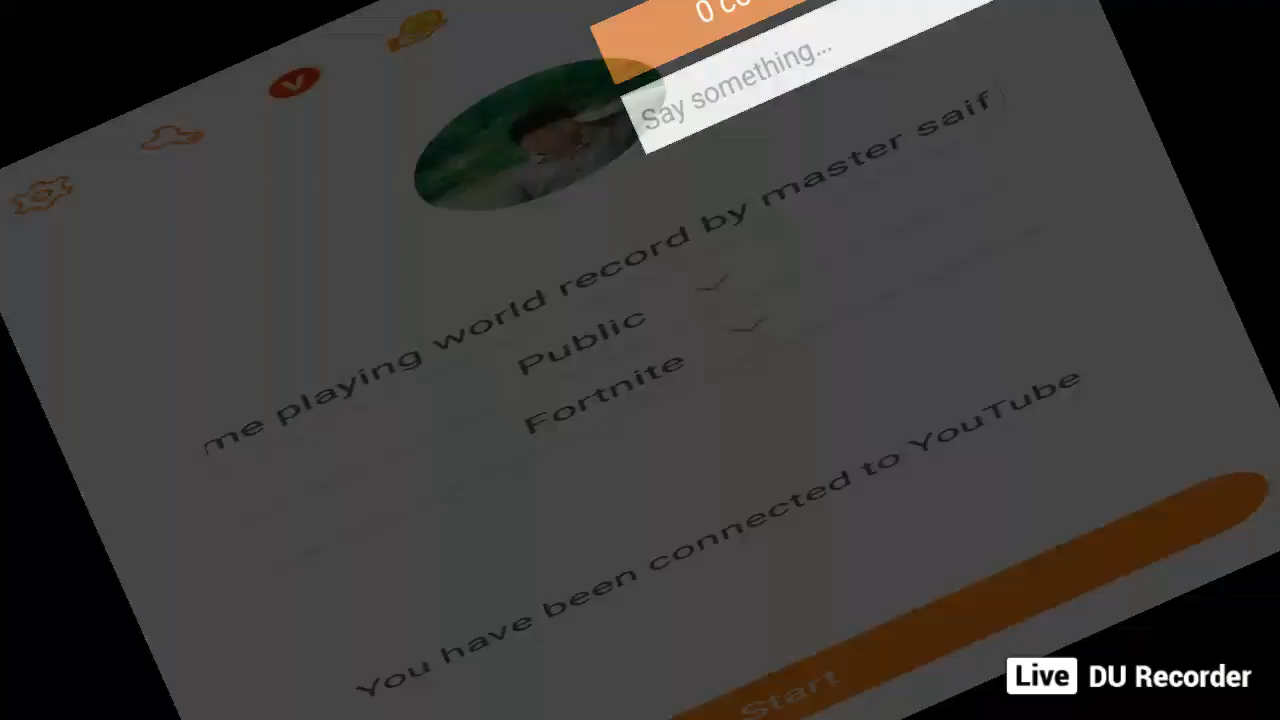 0
Say something...
me playing world record by master saif
Public
Fortnite
You have been connected to YouTube
Start
Live DU Recorder